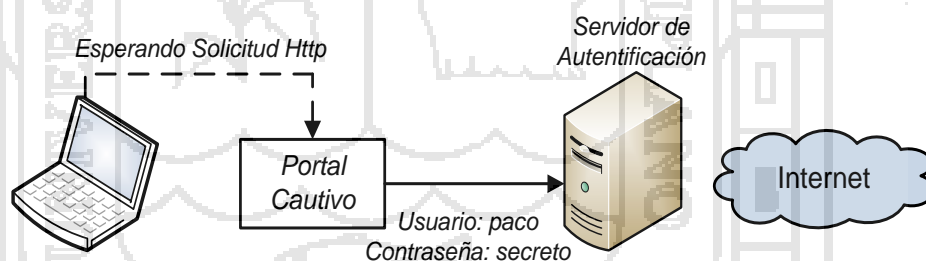 Esperando Solicitud Http
Servidor de
Autentificación
Portal
Cautivo
Internet
Usuario: paco
Contraseña: secreto